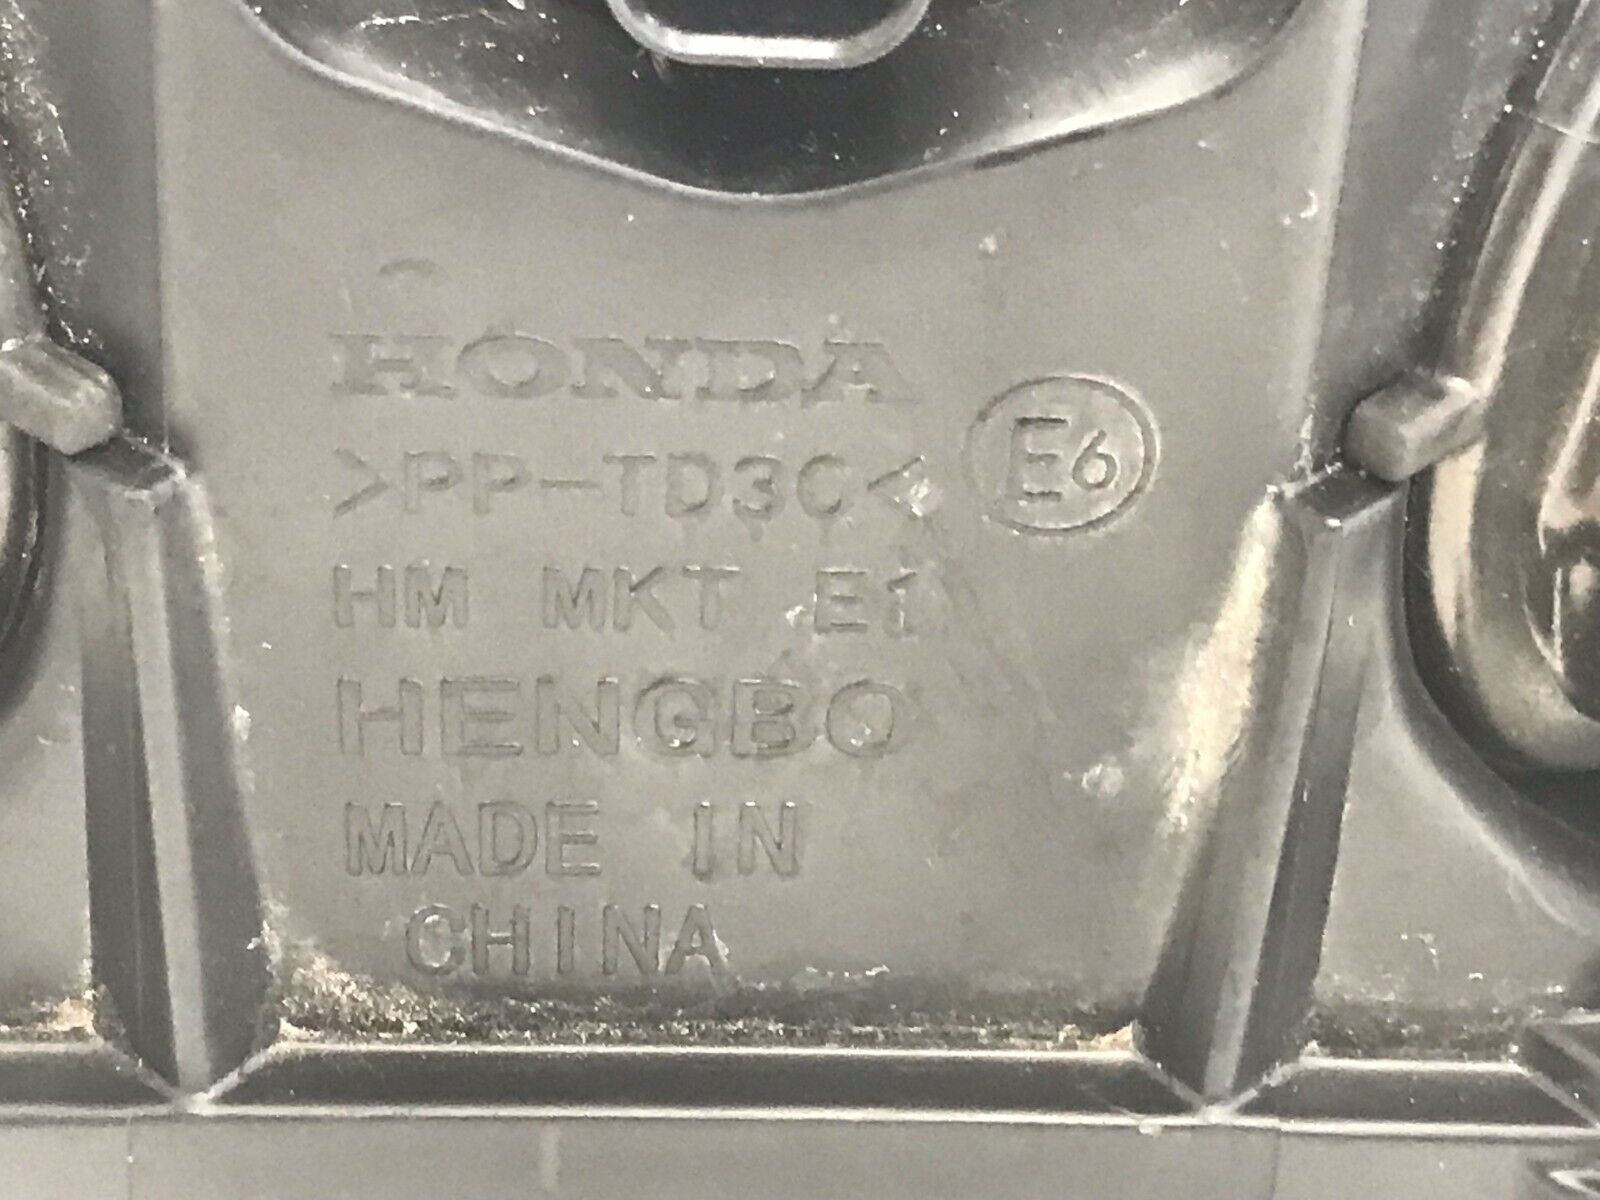 HONDA
>PP-TD30< E6
HM MKT E1
HENGBO
MADE IN
CHINA